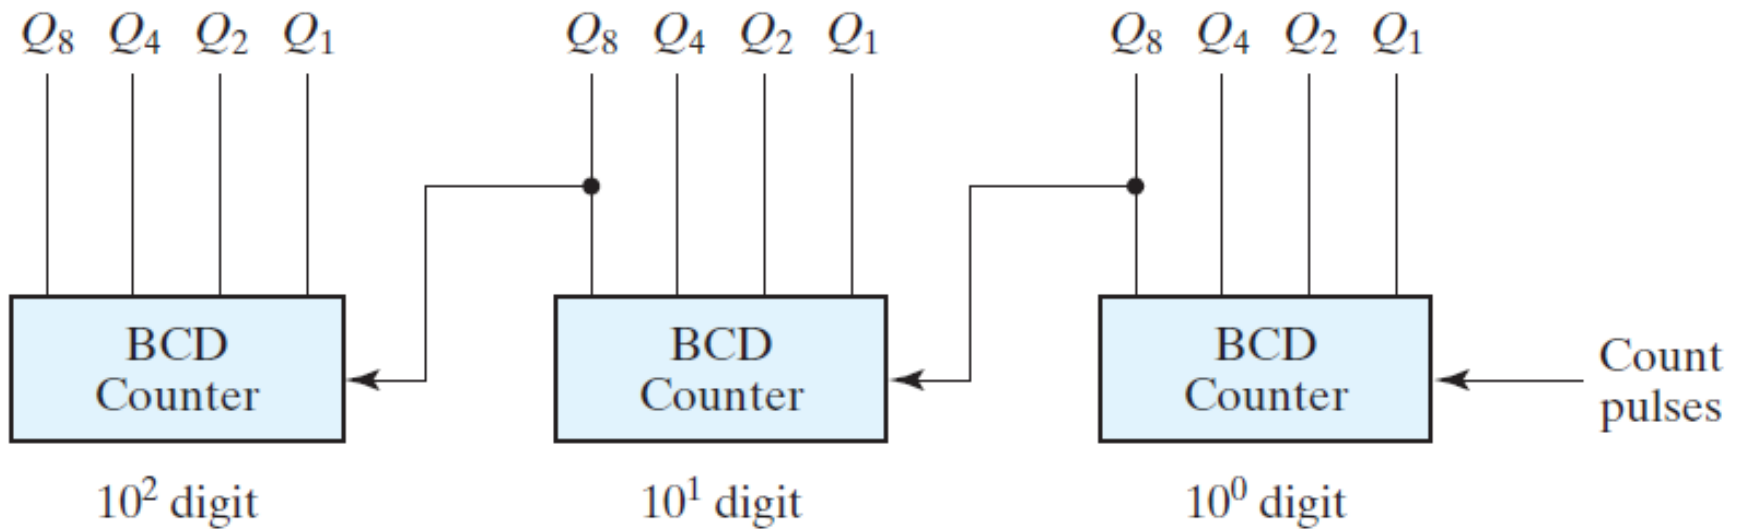 Q₈ Q₄ Q₂ Q₁ Q₈ Q₄ Q₂ Q₁ Q₈ Q₄ Q₂ Q₁
BCD Counter
BCD Counter
BCD Counter
Count pulses
10² digit
10¹ digit
10⁰ digit